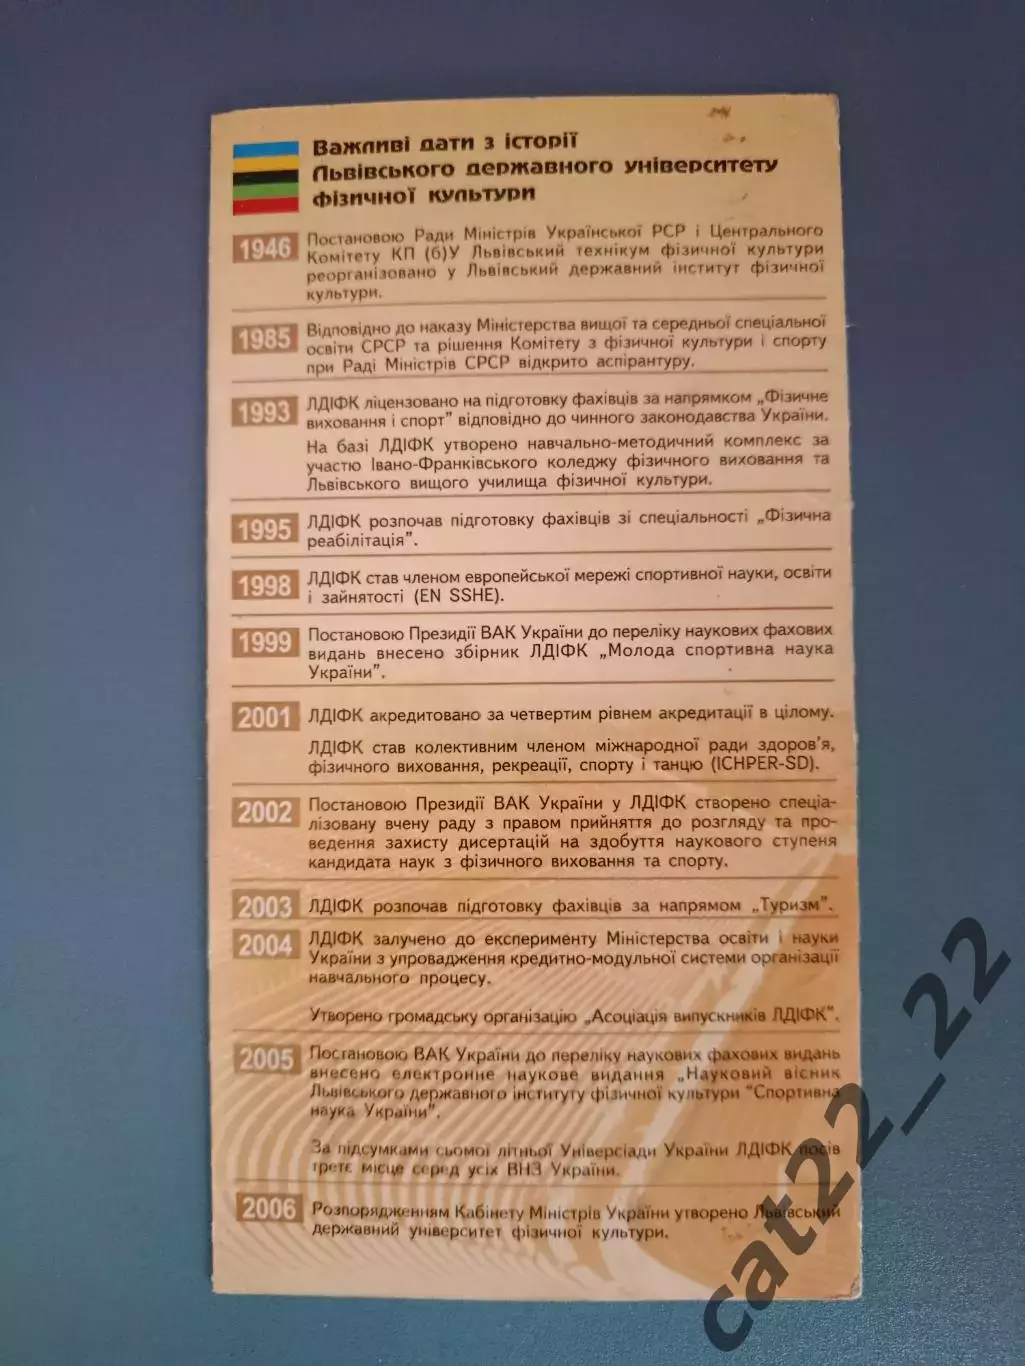 Важливі дати з історії
Львівського державного університету
фізичної культури
1946
Постановою Ради Міністрів Української РСР і Центрального
Комітету КП (б)У Львівський технікум фізичної культури
реорганізовано у Львівський державний інститут фізичної
культури.
1985
Відповідно до наказу Міністерства вищої та середньої спеціальної
освіти СРСР та рішення Комітету з фізичної культури і спорту
при Раді Міністрів СРСР відкрито аспірантуру.
1993
ЛДІФК ліцензовано на підготовку фахівців за напрямком „Фізичне
виховання і спорт” відповідно до чинного законодавства України.
На базі ЛДІФК утворено навчально-методичний комплекс за
участю Івано-Франківського коледжу фізичного виховання та
Львівського вищого училища фізичної культури.
1995
ЛДІФК розпочав підготовку фахівців зі спеціальності „Фізична
реабілітація”.
1998
ЛДІФК став членом европейської мережі спортивної науки, освіти
і зайнятості (EN SSHE).
1999
Постановою Президії ВАК України до переліку наукових фахових
видань внесено збірник ЛДІФК „Молода спортивна наука
України”.
2001
ЛДІФК акредитовано за четвертим рівнем акредитації в цілому.
ЛДІФК став колективним членом міжнародної ради здоров’я,
фізичного виховання, рекреації, спорту і танцю (ICHPER-SD).
2002
Постановою Президії ВАК України у ЛДІФК створено спеціа-
лізовану вчену раду з правом прийняття до розгляду та про-
ведення захисту дисертацій на здобуття наукового ступеня
кандидата наук з фізичного виховання та спорту.
2003
ЛДІФК розпочав підготовку фахівців за напрямом „Туризм”.
2004
ЛДІФК залучено до експерименту Міністерства освіти і науки
України з упровадження кредитно-модульної системи організації
навчального процесу.
Утворено громадську організацію „Асоціація випускників ЛДІФК”.
2005
Постановою ВАК України до переліку наукових фахових видань
внесено електронне наукове видання „Науковий вісник
Львівського державного інституту фізичної культури “Спортивна
наука України”.
За підсумками сьомої літньої Універсіади України ЛДІФК посів
третє місце серед усіх ВНЗ України.
2006
Розпорядженням Кабінету Міністрів України утворено Львівський
державний університет фізичної культури.
cat22_22